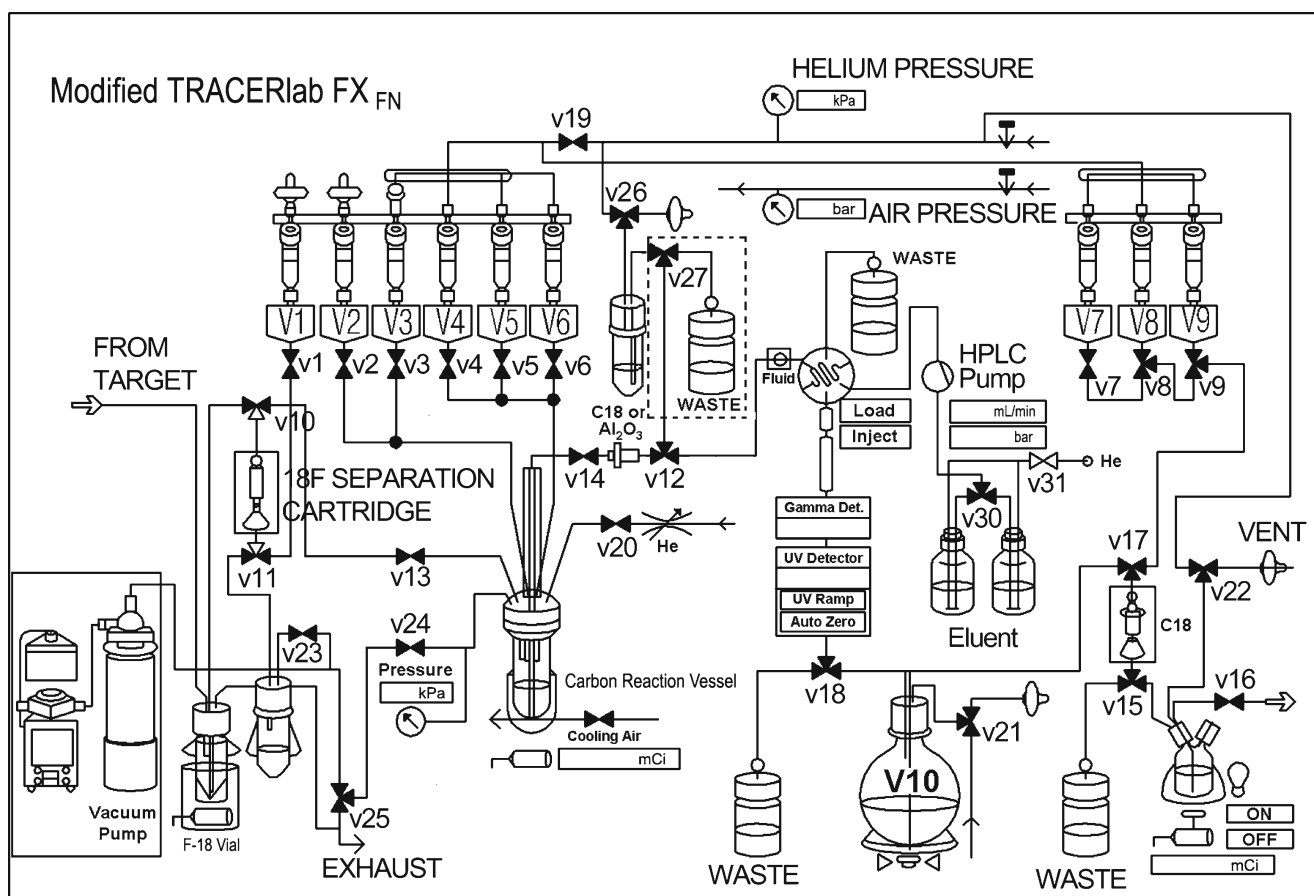 HELIUM PRESSURE
Modified TRACERlab FX FN
kPa
v19
v26
bar
AIR PRESSURE
WASTE
v27
V1
V2
V3
V4
V5
V6
V7
V8
V9
FROM
TARGET
v1
v2
v3
v4
v5
v6
Fluid
HPLC
Pump
v7
v8
v9
WASTE
Load
mL/min
v10
C18 or
Al2O3
Inject
bar
He
18F SEPARATION
CARTRIDGE
v14
v12
v31
Gamma Det.
v30
v20
He
v17
VENT
v11
v13
UV Detector
v22
UV Ramp
C18
Auto Zero
v24
Eluent
v23
Pressure
kPa
Carbon Reaction Vessel
v18
v15
v16
v21
Cooling Air
mCi
V10
Vacuum
Pump
F-18 Vial
v25
EXHAUST
ON
OFF
WASTE
WASTE
mCi